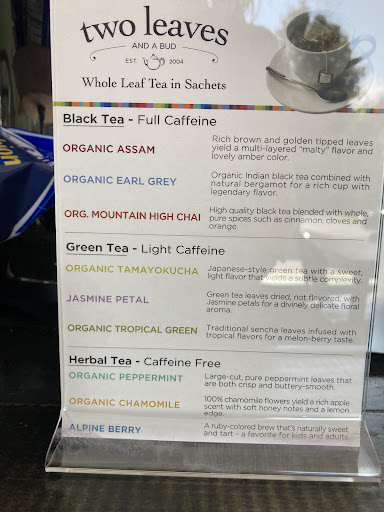 two leaves
AND A BUD
EST. 2004
Whole Leaf Tea in Sachets
Black Tea - Full Caffeine
ORGANIC ASSAM
Rich brown and golden tipped leaves
yield a multi-layered "malty" flavor and
lovely amber color.
ORGANIC EARL GREY
Organic Indian black tea combined with
natural bergamot for a rich cup with
legendary flavor.
ORG. MOUNTAIN HIGH CHAI
High quality black tea blended with whole,
pure spices such as cinnamon, cloves and
orange.
Green Tea - Light Caffeine
ORGANIC TAMAYOKUCHA
Japanese-style green tea with a sweet,
light flavor that yields a subtle complexity.
JASMINE PETAL
Green tea leaves dried, not flavored, with
Jasmine petals for a divinely delicate floral
aroma.
ORGANIC TROPICAL GREEN
Traditional sencha leaves infused with
tropical flavors for a melon-berry taste.
Herbal Tea - Caffeine Free
ORGANIC PEPPERMINT
Large-cut, pure peppermint leaves that
are both crisp and buttery-smooth.
ORGANIC CHAMOMILE
100% chamomile flowers yield a rich apple
scent with soft honey notes and a lemon
edge.
ALPINE BERRY
A ruby-colored brew that's naturally sweet
and tart - a favorite for kids and adults